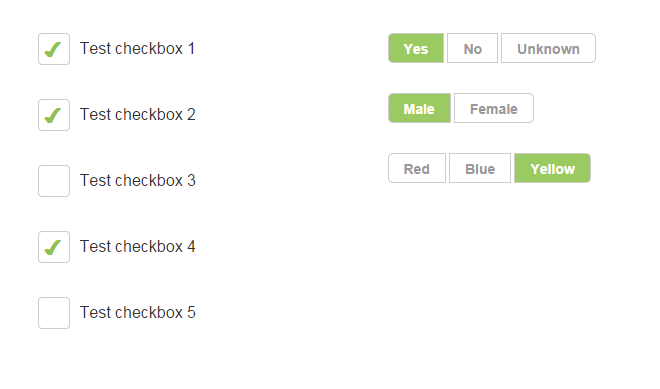 Test checkbox 1
Test checkbox 2
Test checkbox 3
Test checkbox 4
Test checkbox 5
Yes No Unknown
Male Female
Red Blue Yellow